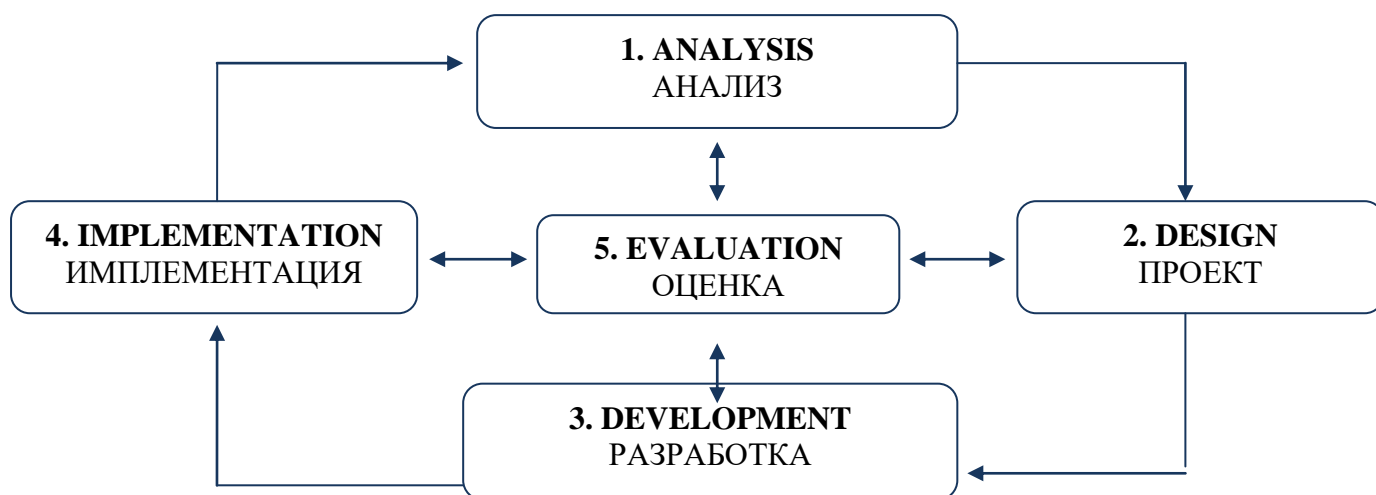 1. ANALYSIS
АНАЛИЗ
4. IMPLEMENTATION
ИМПЛЕМЕНТАЦИЯ
5. EVALUATION
ОЦЕНКА
2. DESIGN
ПРОЕКТ
3. DEVELOPMENT
РАЗРАБОТКА